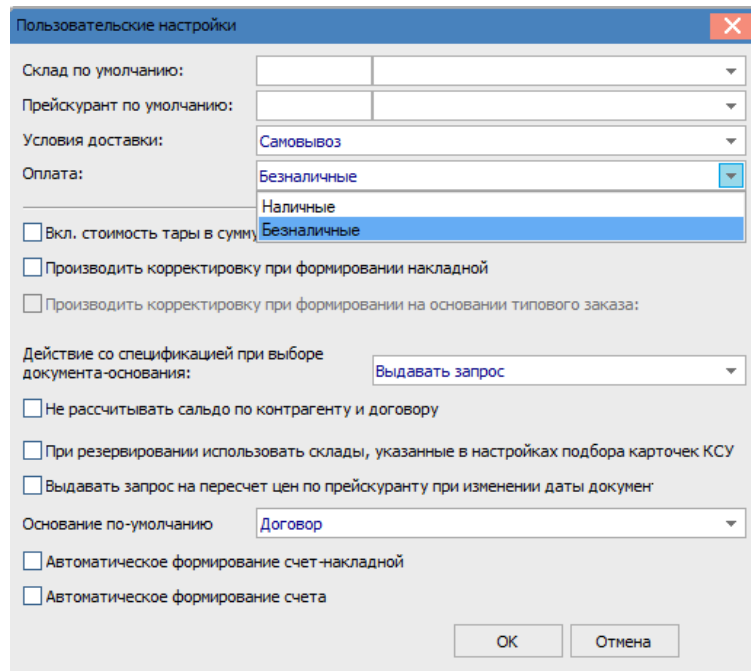 Пользовательские настройки
Склад по умолчанию:
Прейскурант по умолчанию:
Условия доставки: Самовывоз
Оплата: Безналичные
Наличные
Безналичные
Вкл. стоимость тары в сумму
Производить корректировку при формировании накладной
Производить корректировку при формировании на основании типового заказа:
Действие со спецификацией при выборе
документа-основания: Выдавать запрос
Не рассчитывать сальдо по контрагенту и договору
При резервировании использовать склады, указанные в настройках подбора карточек КСУ
Выдавать запрос на пересчет цен по прейскуранту при изменении даты докумен
Основание по-умолчанию Договор
Автоматическое формирование счет-накладной
Автоматическое формирование счета
OK Отмена